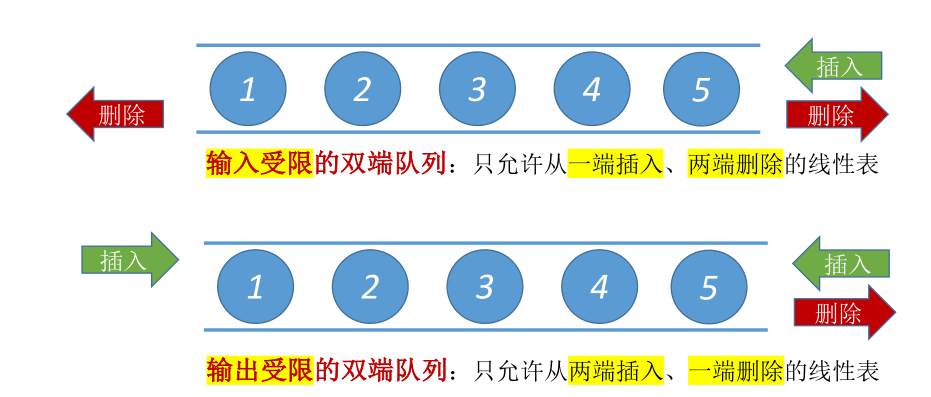 插入
1 2 3 4 5
删除 删除
输入受限的双端队列：只允许从一端插入、两端删除的线性表
插入 插入
1 2 3 4 5
删除
输出受限的双端队列：只允许从两端插入、一端删除的线性表